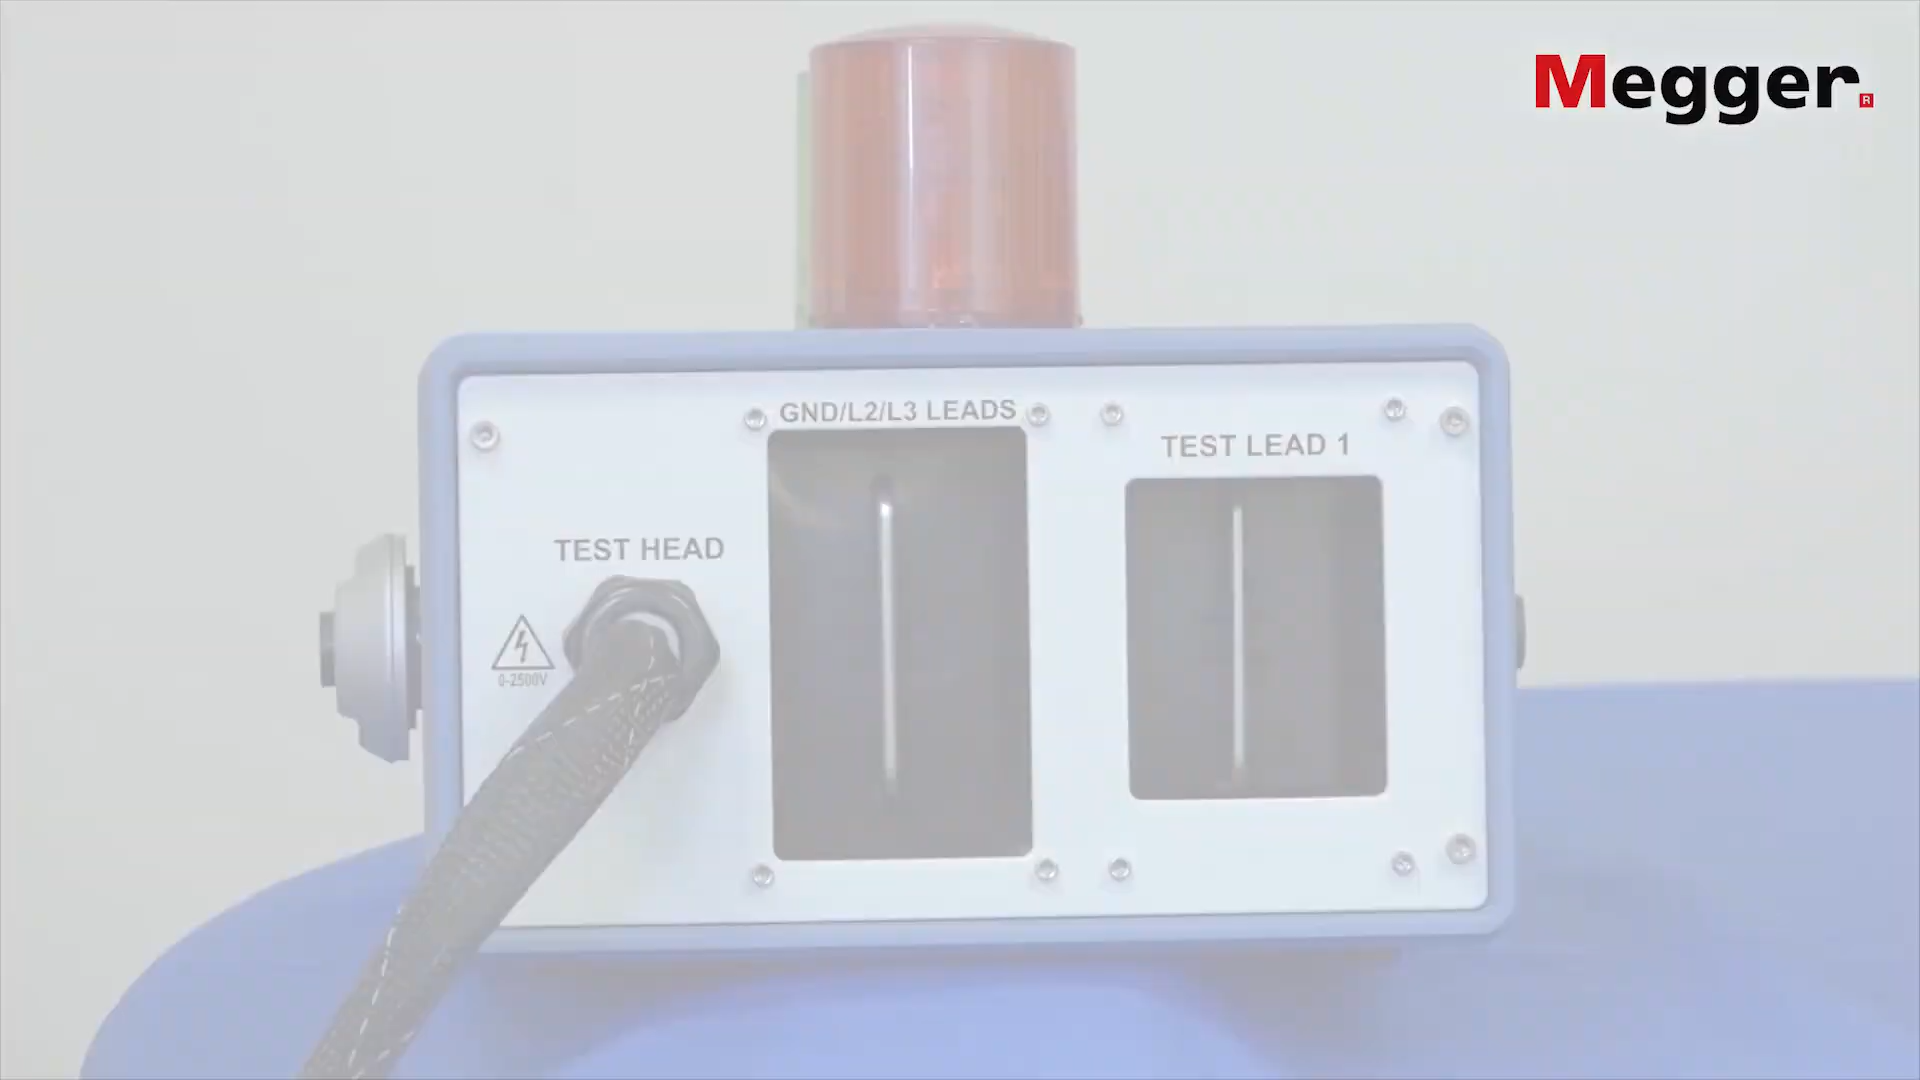 Megger.
R
GND/L2/L3 LEADS
TEST LEAD 1
TEST HEAD
0-2500V